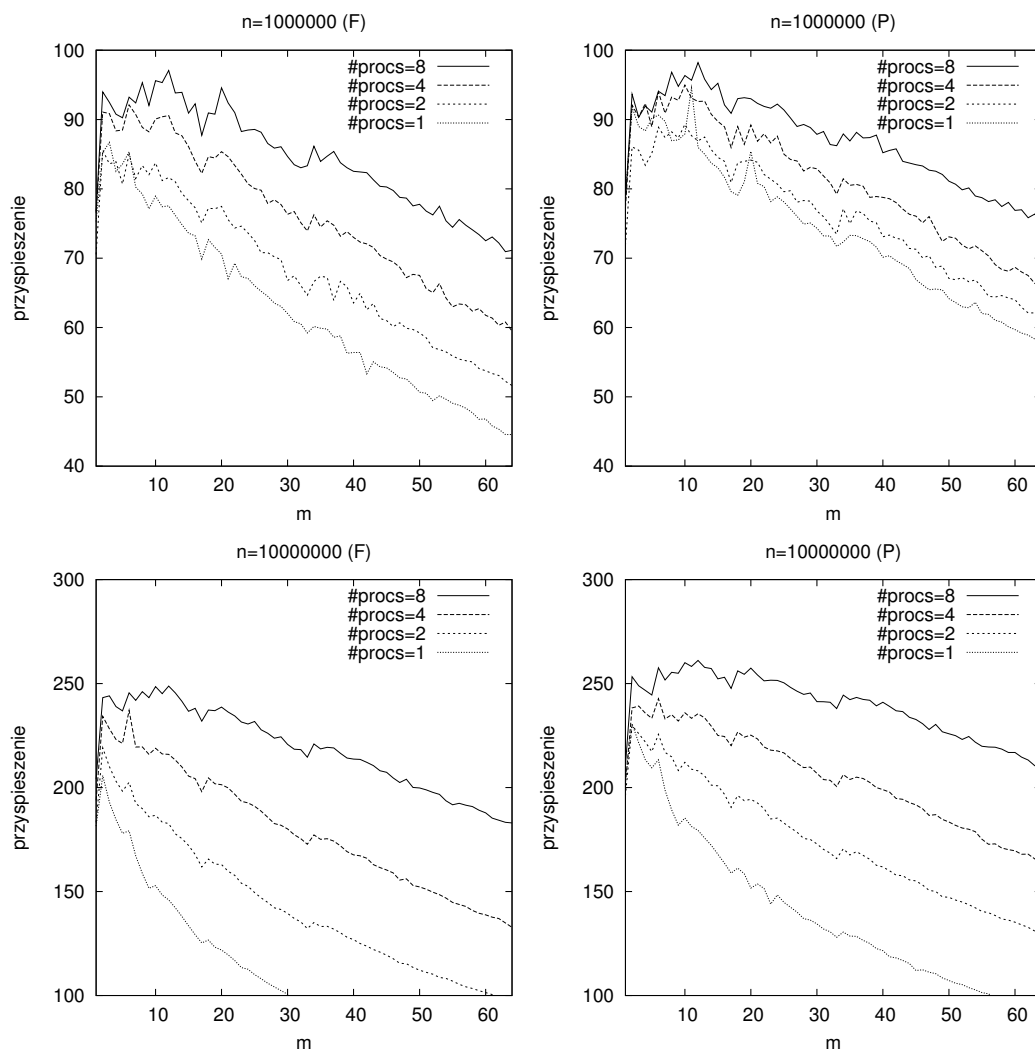 n=1000000 (F)
100
90
80
70
60
50
40
przyspieszenie
#procs=8
#procs=4
#procs=2
#procs=1
10 20 30 40 50 60
m
n=1000000 (P)
100
90
80
70
60
50
40
przyspieszenie
#procs=8
#procs=4
#procs=2
#procs=1
10 20 30 40 50 60
m
n=10000000 (F)
300
250
200
150
100
przyspieszenie
#procs=8
#procs=4
#procs=2
#procs=1
10 20 30 40 50 60
m
n=10000000 (P)
300
250
200
150
100
przyspieszenie
#procs=8
#procs=4
#procs=2
#procs=1
10 20 30 40 50 60
m